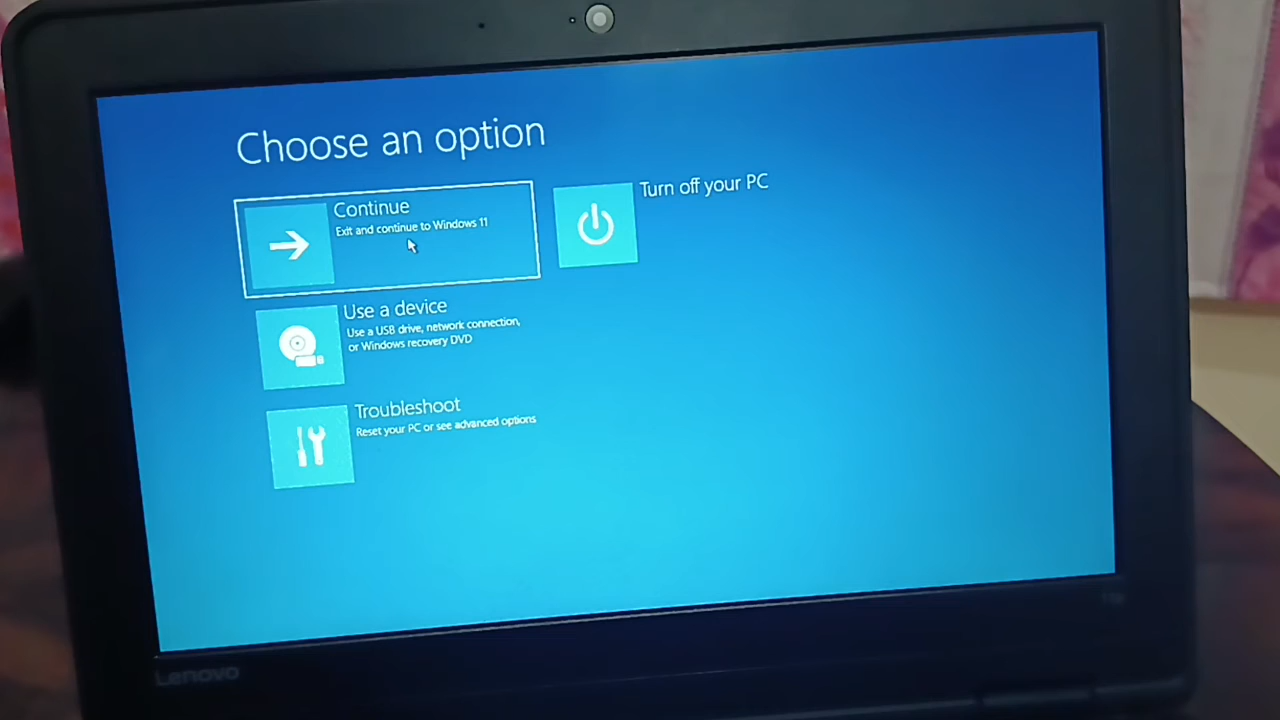 Choose an option
Continue
Exit and continue to Windows 11
Turn off your PC
Use a device
Use a USB drive, network connection,
or Windows recovery DVD
Troubleshoot
Reset your PC or see advanced options
Lenovo